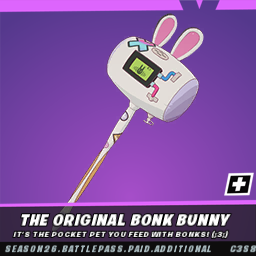 THE ORIGINAL BONK BUNNY
IT'S THE POCKET PET YOU FEED WITH BONKS! (;3;)
SEASON26.BATTLEPASS.PAID.ADDITIONAL C3S8